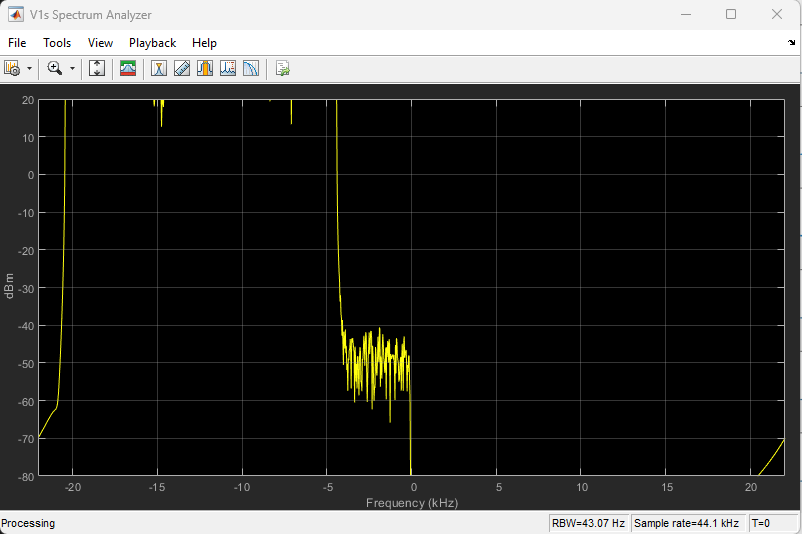 V1s Spectrum Analyzer
File Tools View Playback Help
20
10
0
-10
-20
-30
-40
-50
-60
-70
-80
dBm
-20 -15 -10 -5 0 5 10 15 20
Frequency (kHz)
Processing RBW=43.07 Hz Sample rate=44.1 kHz T=0